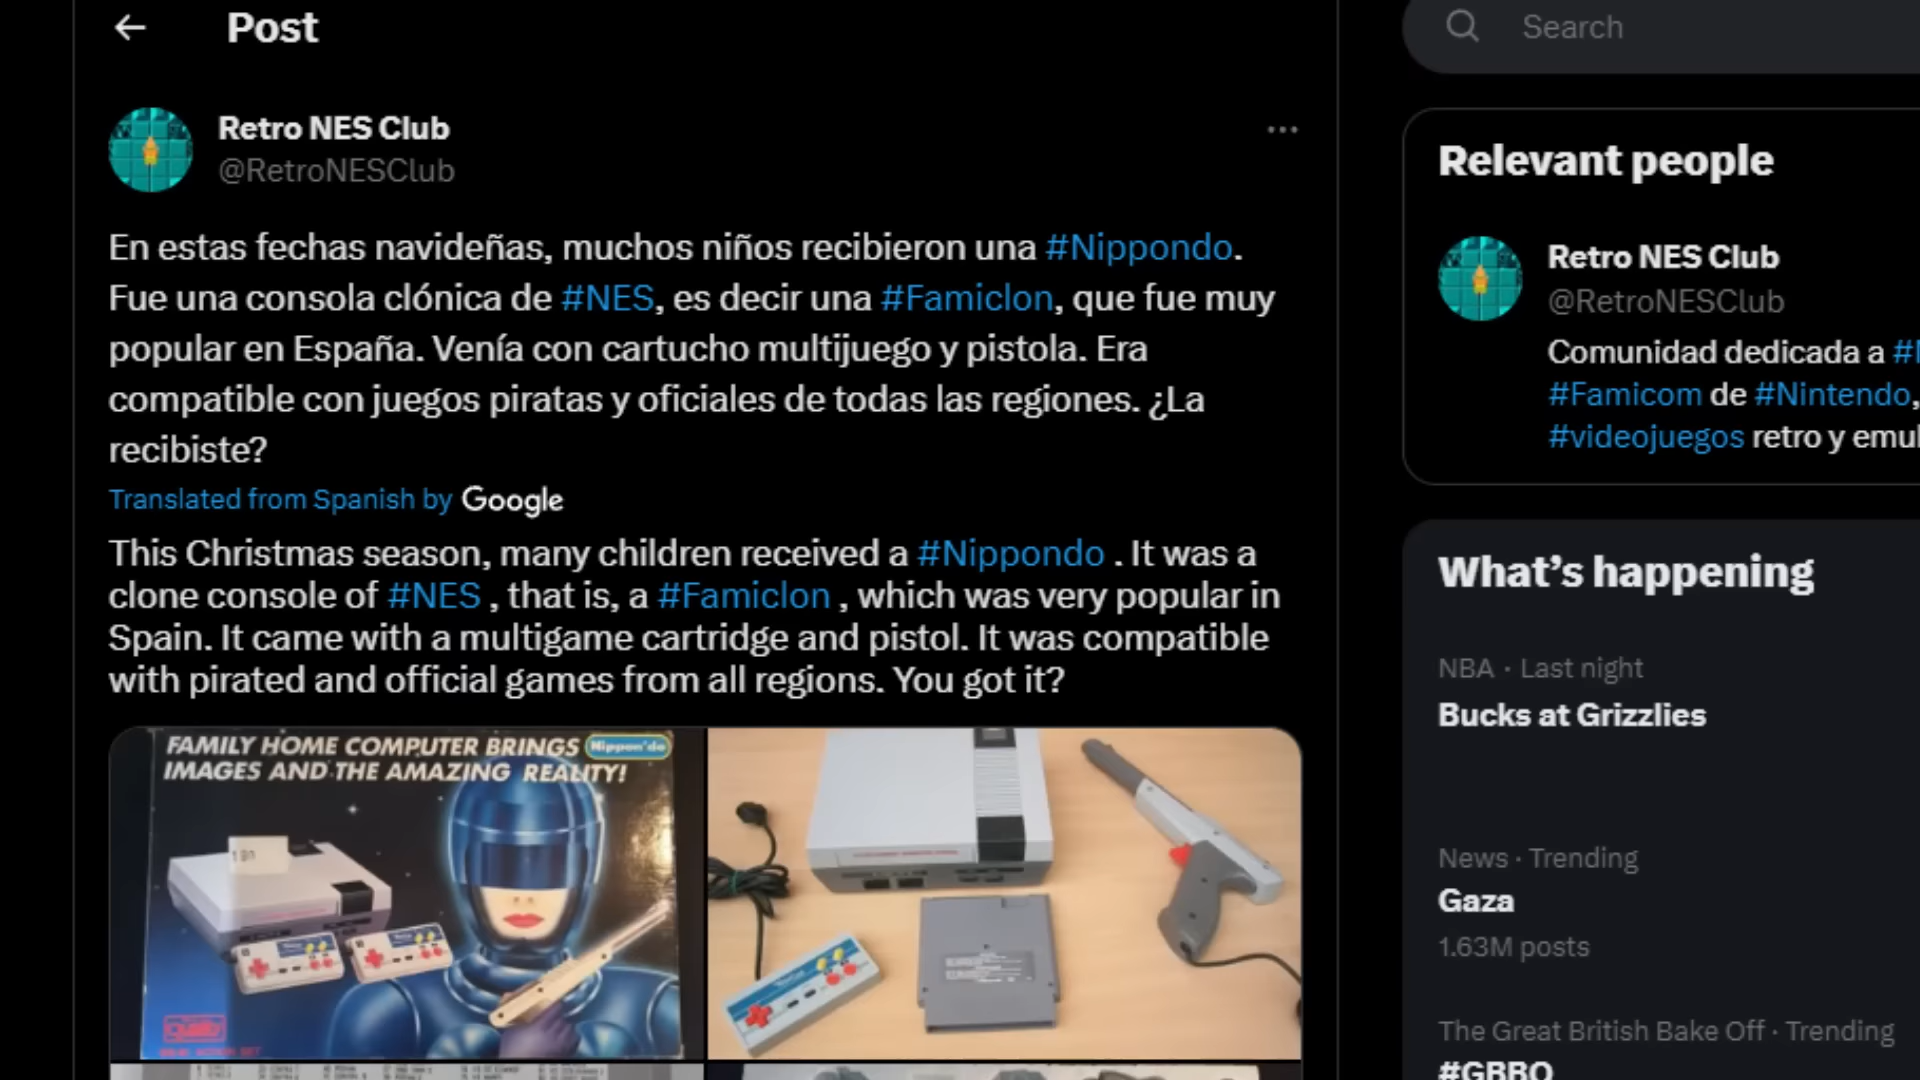 Post
Search
Retro NES Club
@RetroNESClub
En estas fechas navideñas, muchos niños recibieron una #Nippondo.
Fue una consola clónica de #NES, es decir una #Famiclon, que fue muy
popular en España. Venía con cartucho multijuego y pistola. Era
compatible con juegos piratas y oficiales de todas las regiones. ¿La
recibiste?
Translated from Spanish by Google
This Christmas season, many children received a #Nippondo . It was a
clone console of #NES , that is, a #Famiclon , which was very popular in
Spain. It came with a multigame cartridge and pistol. It was compatible
with pirated and official games from all regions. You got it?
FAMILY HOME COMPUTER BRINGS Nippon'do
IMAGES AND THE AMAZING REALITY!
Relevant people
Retro NES Club
@RetroNESClub
Comunidad dedicada a
#Famicom de #Nintendo,
#videojuegos retro y emul
What's happening
NBA · Last night
Bucks at Grizzlies
News · Trending
Gaza
1.63M posts
The Great British Bake Off · Trending
#GBBO